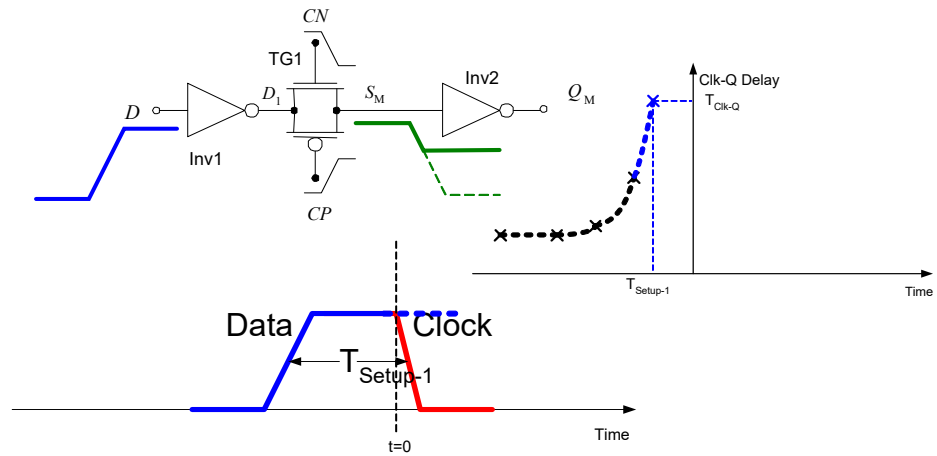 CN
TG1
D
D1
SM
Inv2
QM
Inv1
CP
Clk-Q Delay
TClk-Q
TSetup-1
Time
Data
Clock
TSetup-1
Time
t=0